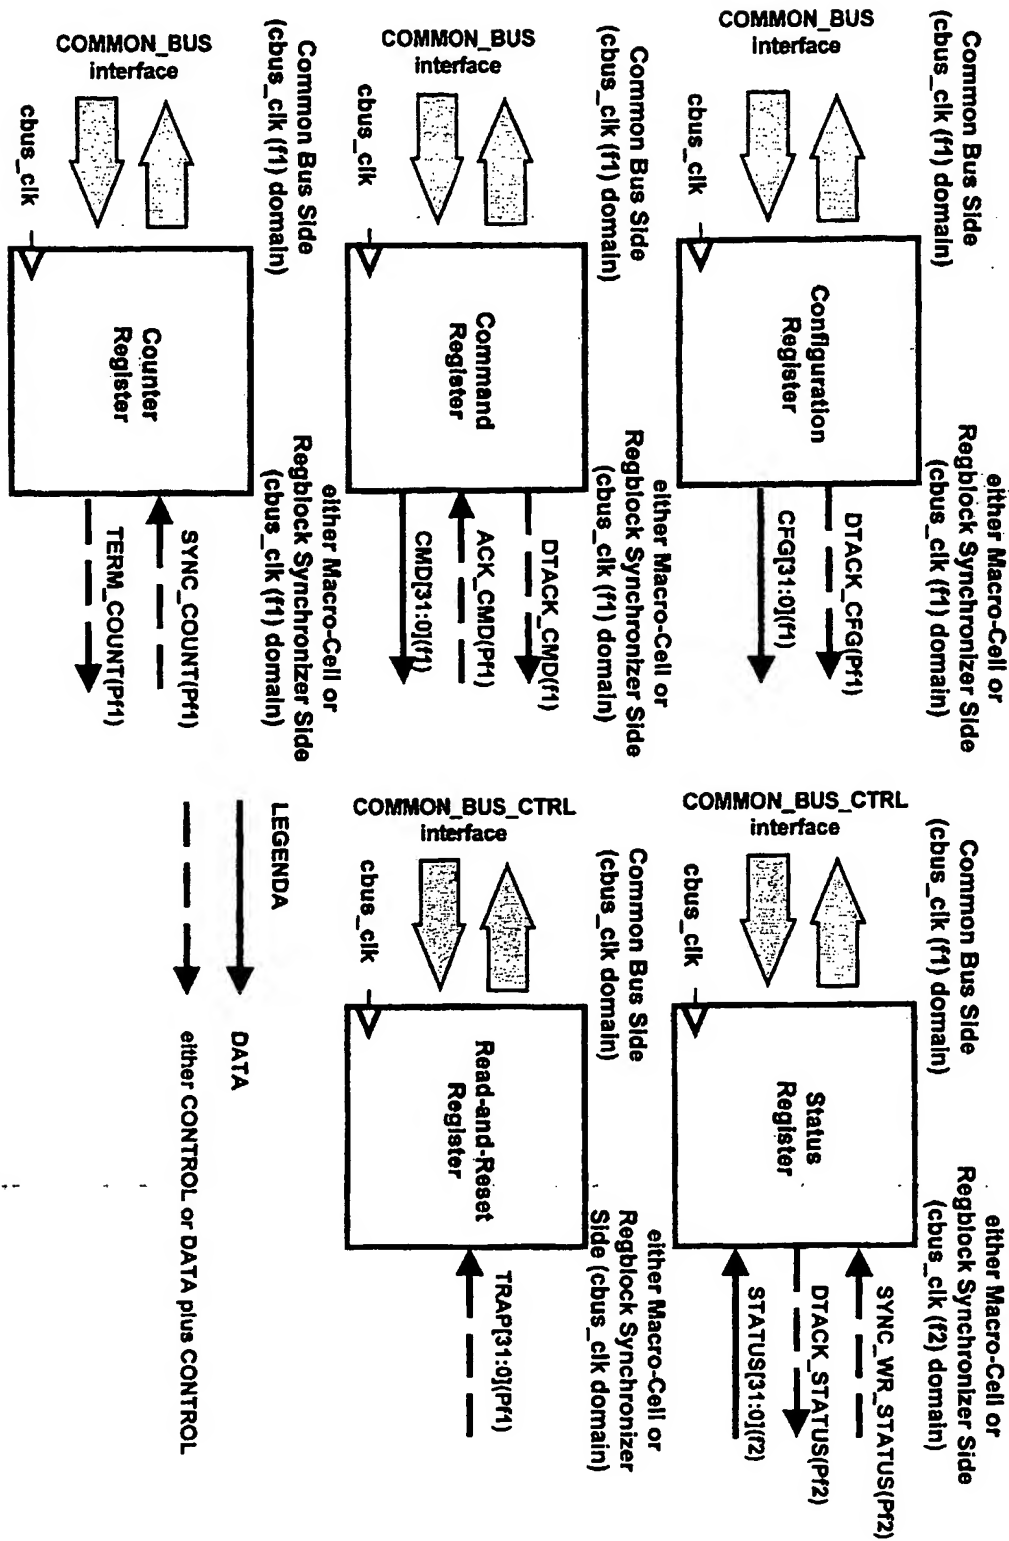 Common Bus Side
(cbus_clk (f1) domain)
COMMON_BUS
interface
cbus_clk
Configuration
Register
either Macro-Cell or
Regblock Synchronizer Side
(cbus_clk (f1) domain)
DTACK_CFG(Pf1)
CFG[31:0](f1)
Common Bus Side
(cbus_clk (f1) domain)
COMMON_BUS_CTRL
interface
cbus_clk
Status
Register
either Macro-Cell or
Regblock Synchronizer Side
(cbus_clk (f2) domain)
SYNC_WR_STATUS(Pf2)
DTACK_STATUS(Pf2)
STATUS[31:0](f2)
Common Bus Side
(cbus_clk (f1) domain)
COMMON_BUS
interface
cbus_clk
Command
Register
either Macro-Cell or
Regblock Synchronizer Side
(cbus_clk (f1) domain)
DTACK_CMD(f1)
ACK_CMD(Pf1)
CMD[31:0](f1)
Common Bus Side
(cbus_clk domain)
COMMON_BUS_CTRL
interface
cbus_clk
Read-and-Reset
Register
either Macro-Cell or
Regblock Synchronizer
Side (cbus_clk domain)
TRAP[31:0](Pf1)
Common Bus Side
(cbus_clk (f1) domain)
COMMON_BUS
interface
cbus_clk
Counter
Register
either Macro-Cell or
Regblock Synchronizer Side
(cbus_clk (f1) domain)
SYNC_COUNT(Pf1)
TERM_COUNT(Pf1)
LEGENDA
DATA
either CONTROL or DATA plus CONTROL